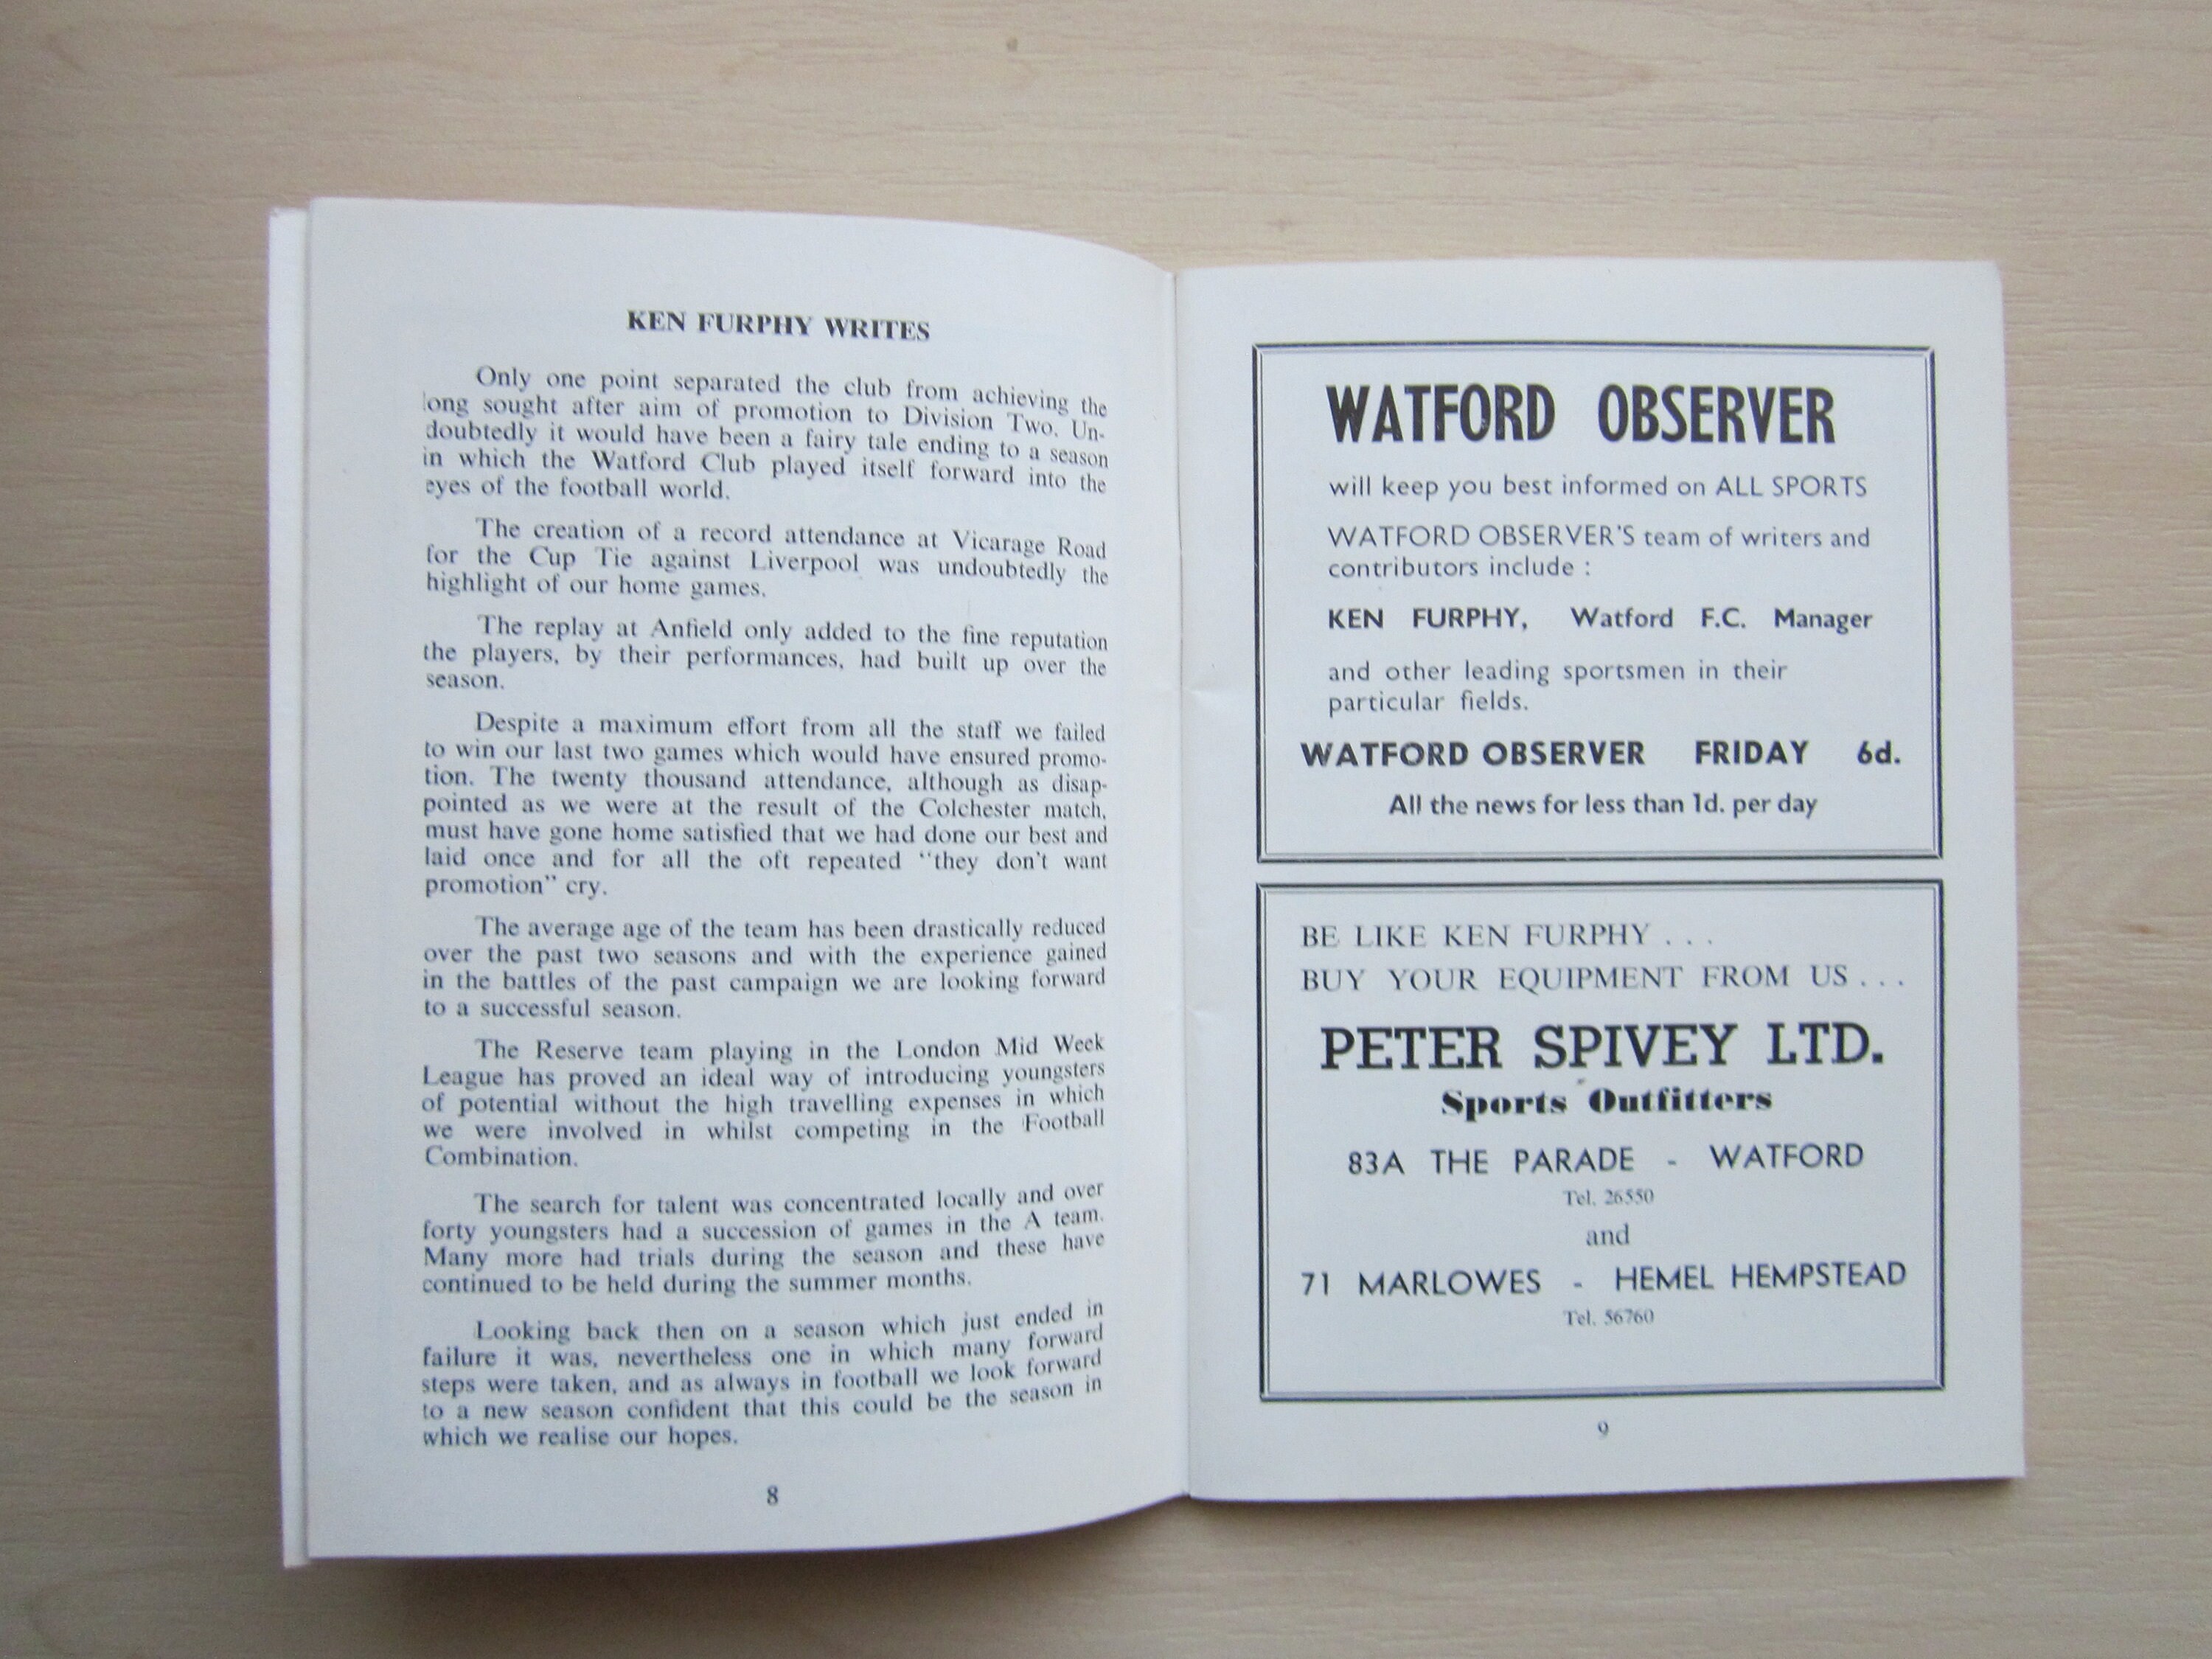 KEN FURPHY WRITES
Only one point separated the club from achieving the
long sought after aim of promotion to Division Two. Un-
doubtedly it would have been a fairy tale ending to a season
in which the Watford Club played itself forward into the
eyes of the football world.
The creation of a record attendance at Vicarage Road
for the Cup Tie against Liverpool was undoubtedly the
highlight of our home games.
The replay at Anfield only added to the fine reputation
the players, by their performances, had built up over the
season.
Despite a maximum effort from all the staff we failed
to win our last two games which would have ensured promo-
tion. The twenty thousand attendance, although as disap-
pointed as we were at the result of the Colchester match,
must have gone home satisfied that we had done our best and
laid once and for all the oft repeated "they don't want
promotion" cry.
The average age of the team has been drastically reduced
over the past two seasons and with the experience gained
in the battles of the past campaign we are looking forward
to a successful season.
The Reserve team playing in the London Mid Week
League has proved an ideal way of introducing youngsters
of potential without the high travelling expenses in which
we were involved in whilst competing in the Football
Combination.
The search for talent was concentrated locally and over
forty youngsters had a succession of games in the A team.
Many more had trials during the season and these have
continued to be held during the summer months.
Looking back then on a season which just ended in
failure it was, nevertheless one in which many forward
steps were taken, and as always in football we look forward
to a new season confident that this could be the season in
which we realise our hopes.
8
WATFORD OBSERVER
will keep you best informed on ALL SPORTS
WATFORD OBSERVER'S team of writers and
contributors include :
KEN FURPHY, Watford F.C. Manager
and other leading sportsmen in their
particular fields.
WATFORD OBSERVER FRIDAY 6d.
All the news for less than 1d. per day
BE LIKE KEN FURPHY . . .
BUY YOUR EQUIPMENT FROM US . . .
PETER SPIVEY LTD.
Sports Outfitters
83A THE PARADE - WATFORD
Tel. 26550
and
71 MARLOWES - HEMEL HEMPSTEAD
Tel. 56760
9